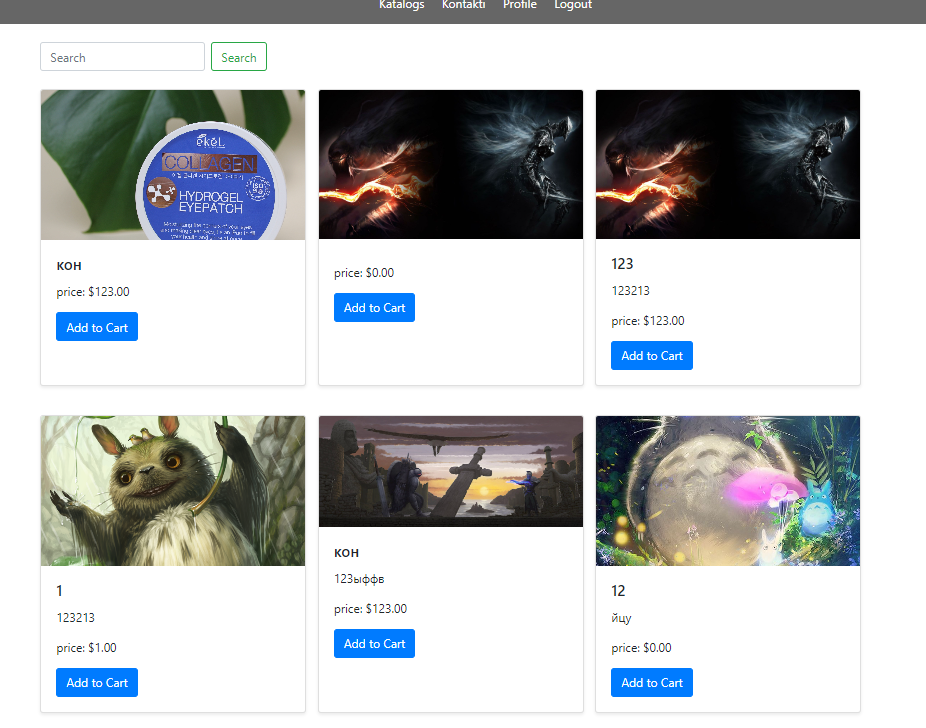 Katalogs Kontakti Profile Logout
Search Search
ekeL
COLLAGEN
HYDROGEL
EYEPATCH
кон
price: $123.00
Add to Cart
price: $0.00
Add to Cart
123
123213
price: $123.00
Add to Cart
1
123213
price: $1.00
Add to Cart
кон
123ыффв
price: $123.00
Add to Cart
12
йцу
price: $0.00
Add to Cart